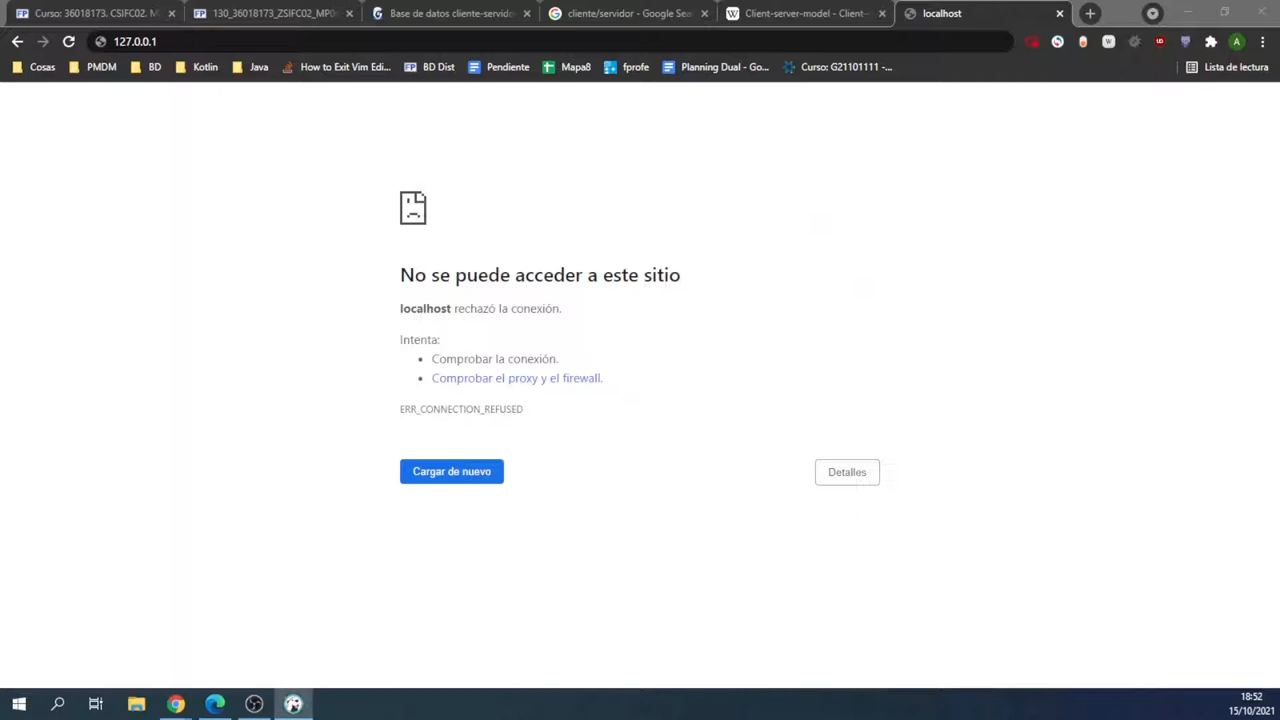 Curso: 36018173. CSIFC02. M
130_36018173_ZSIFC02_MP0
Base de datos cliente-servidor
cliente/servidor - Google Sea
Client-server-model - Client-
localhost
127.0.0.1
Cosas
PMDM
BD
Kotlin
Java
How to Exit Vim Edi...
BD Dist
Pendiente
Mapa8
fprofe
Planning Dual - Go...
Curso: G21101111 -...
Lista de lectura
No se puede acceder a este sitio
localhost rechazó la conexión.
Intenta:
• Comprobar la conexión.
• Comprobar el proxy y el firewall.
ERR_CONNECTION_REFUSED
Cargar de nuevo
Detalles
18:52
15/10/2021